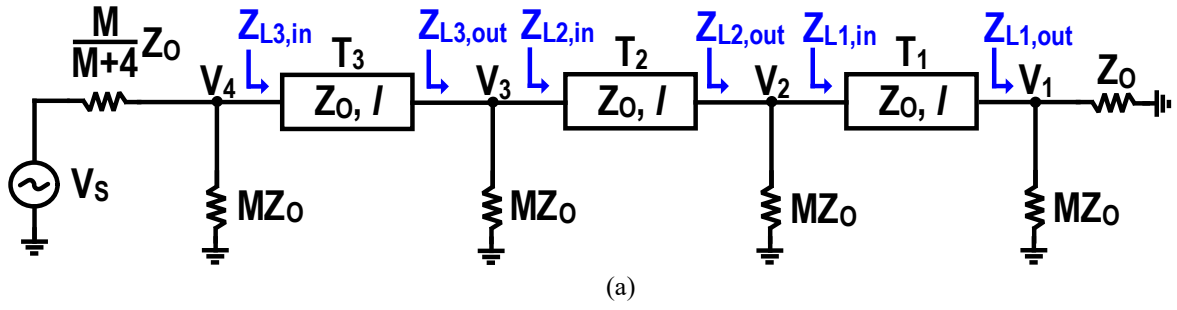 M
M+4 Zo
ZL3,in
T3
ZL3,out
ZL2,in
T2
ZL2,out
ZL1,in
T1
ZL1,out
V4
Zo, l
V3
Zo, l
V2
Zo, l
V1
Zo
VS
MZo
MZo
MZo
MZo
(a)